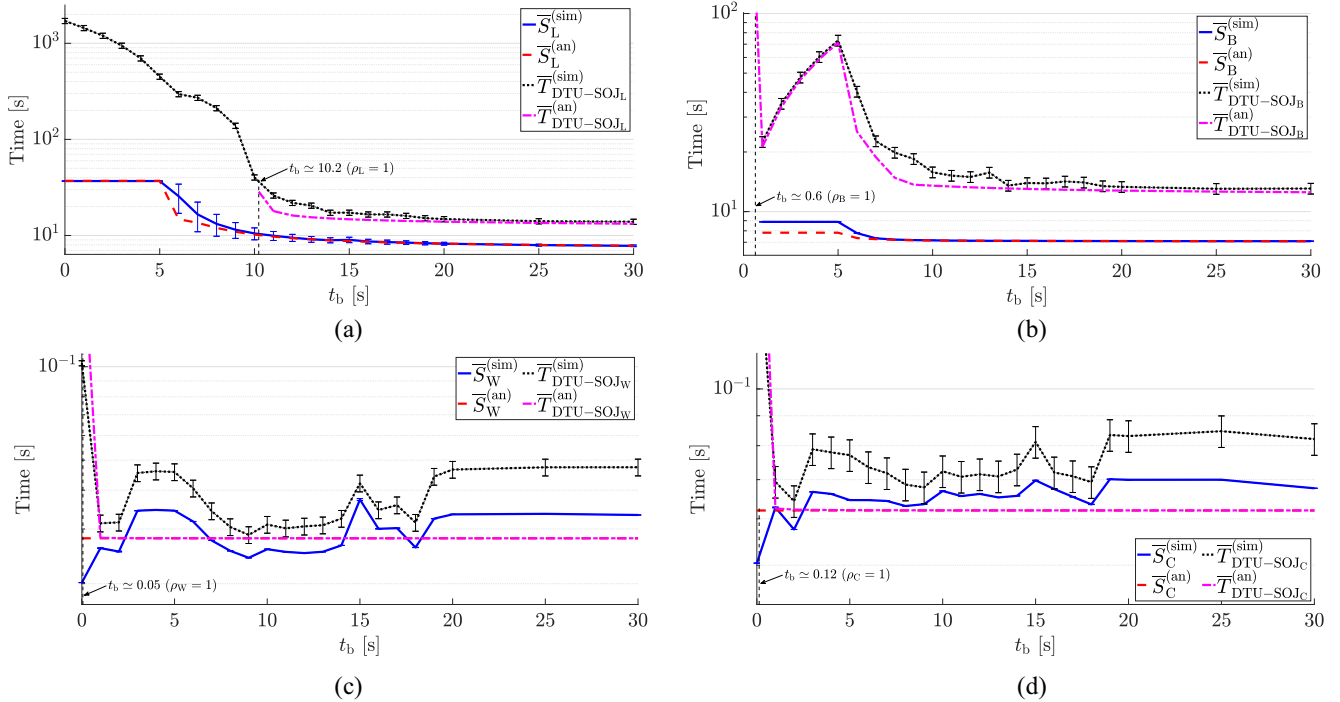 10^3
10^2
10^1
Time [s]
0 5 10 15 20 25 30
t_b [s]
t_b ≃ 10.2 (ρ_L = 1)
S̅_L^(sim)
S̅_L^(an)
T̅_DTU−SOJ_L^(sim)
T̅_DTU−SOJ_L^(an)
(a)
10^2
10^1
Time [s]
0 5 10 15 20 25 30
t_b [s]
t_b ≃ 0.6 (ρ_B = 1)
S̅_B^(sim)
S̅_B^(an)
T̅_DTU−SOJ_B^(sim)
T̅_DTU−SOJ_B^(an)
(b)
10^−1
Time [s]
0 5 10 15 20 25 30
t_b [s]
t_b ≃ 0.05 (ρ_W = 1)
S̅_W^(sim) T̅_DTU−SOJ_W^(sim)
S̅_W^(an) T̅_DTU−SOJ_W^(an)
(c)
10^−1
Time [s]
0 5 10 15 20 25 30
t_b [s]
t_b ≃ 0.12 (ρ_C = 1)
S̅_C^(sim) T̅_DTU−SOJ_C^(sim)
S̅_C^(an) T̅_DTU−SOJ_C^(an)
(d)